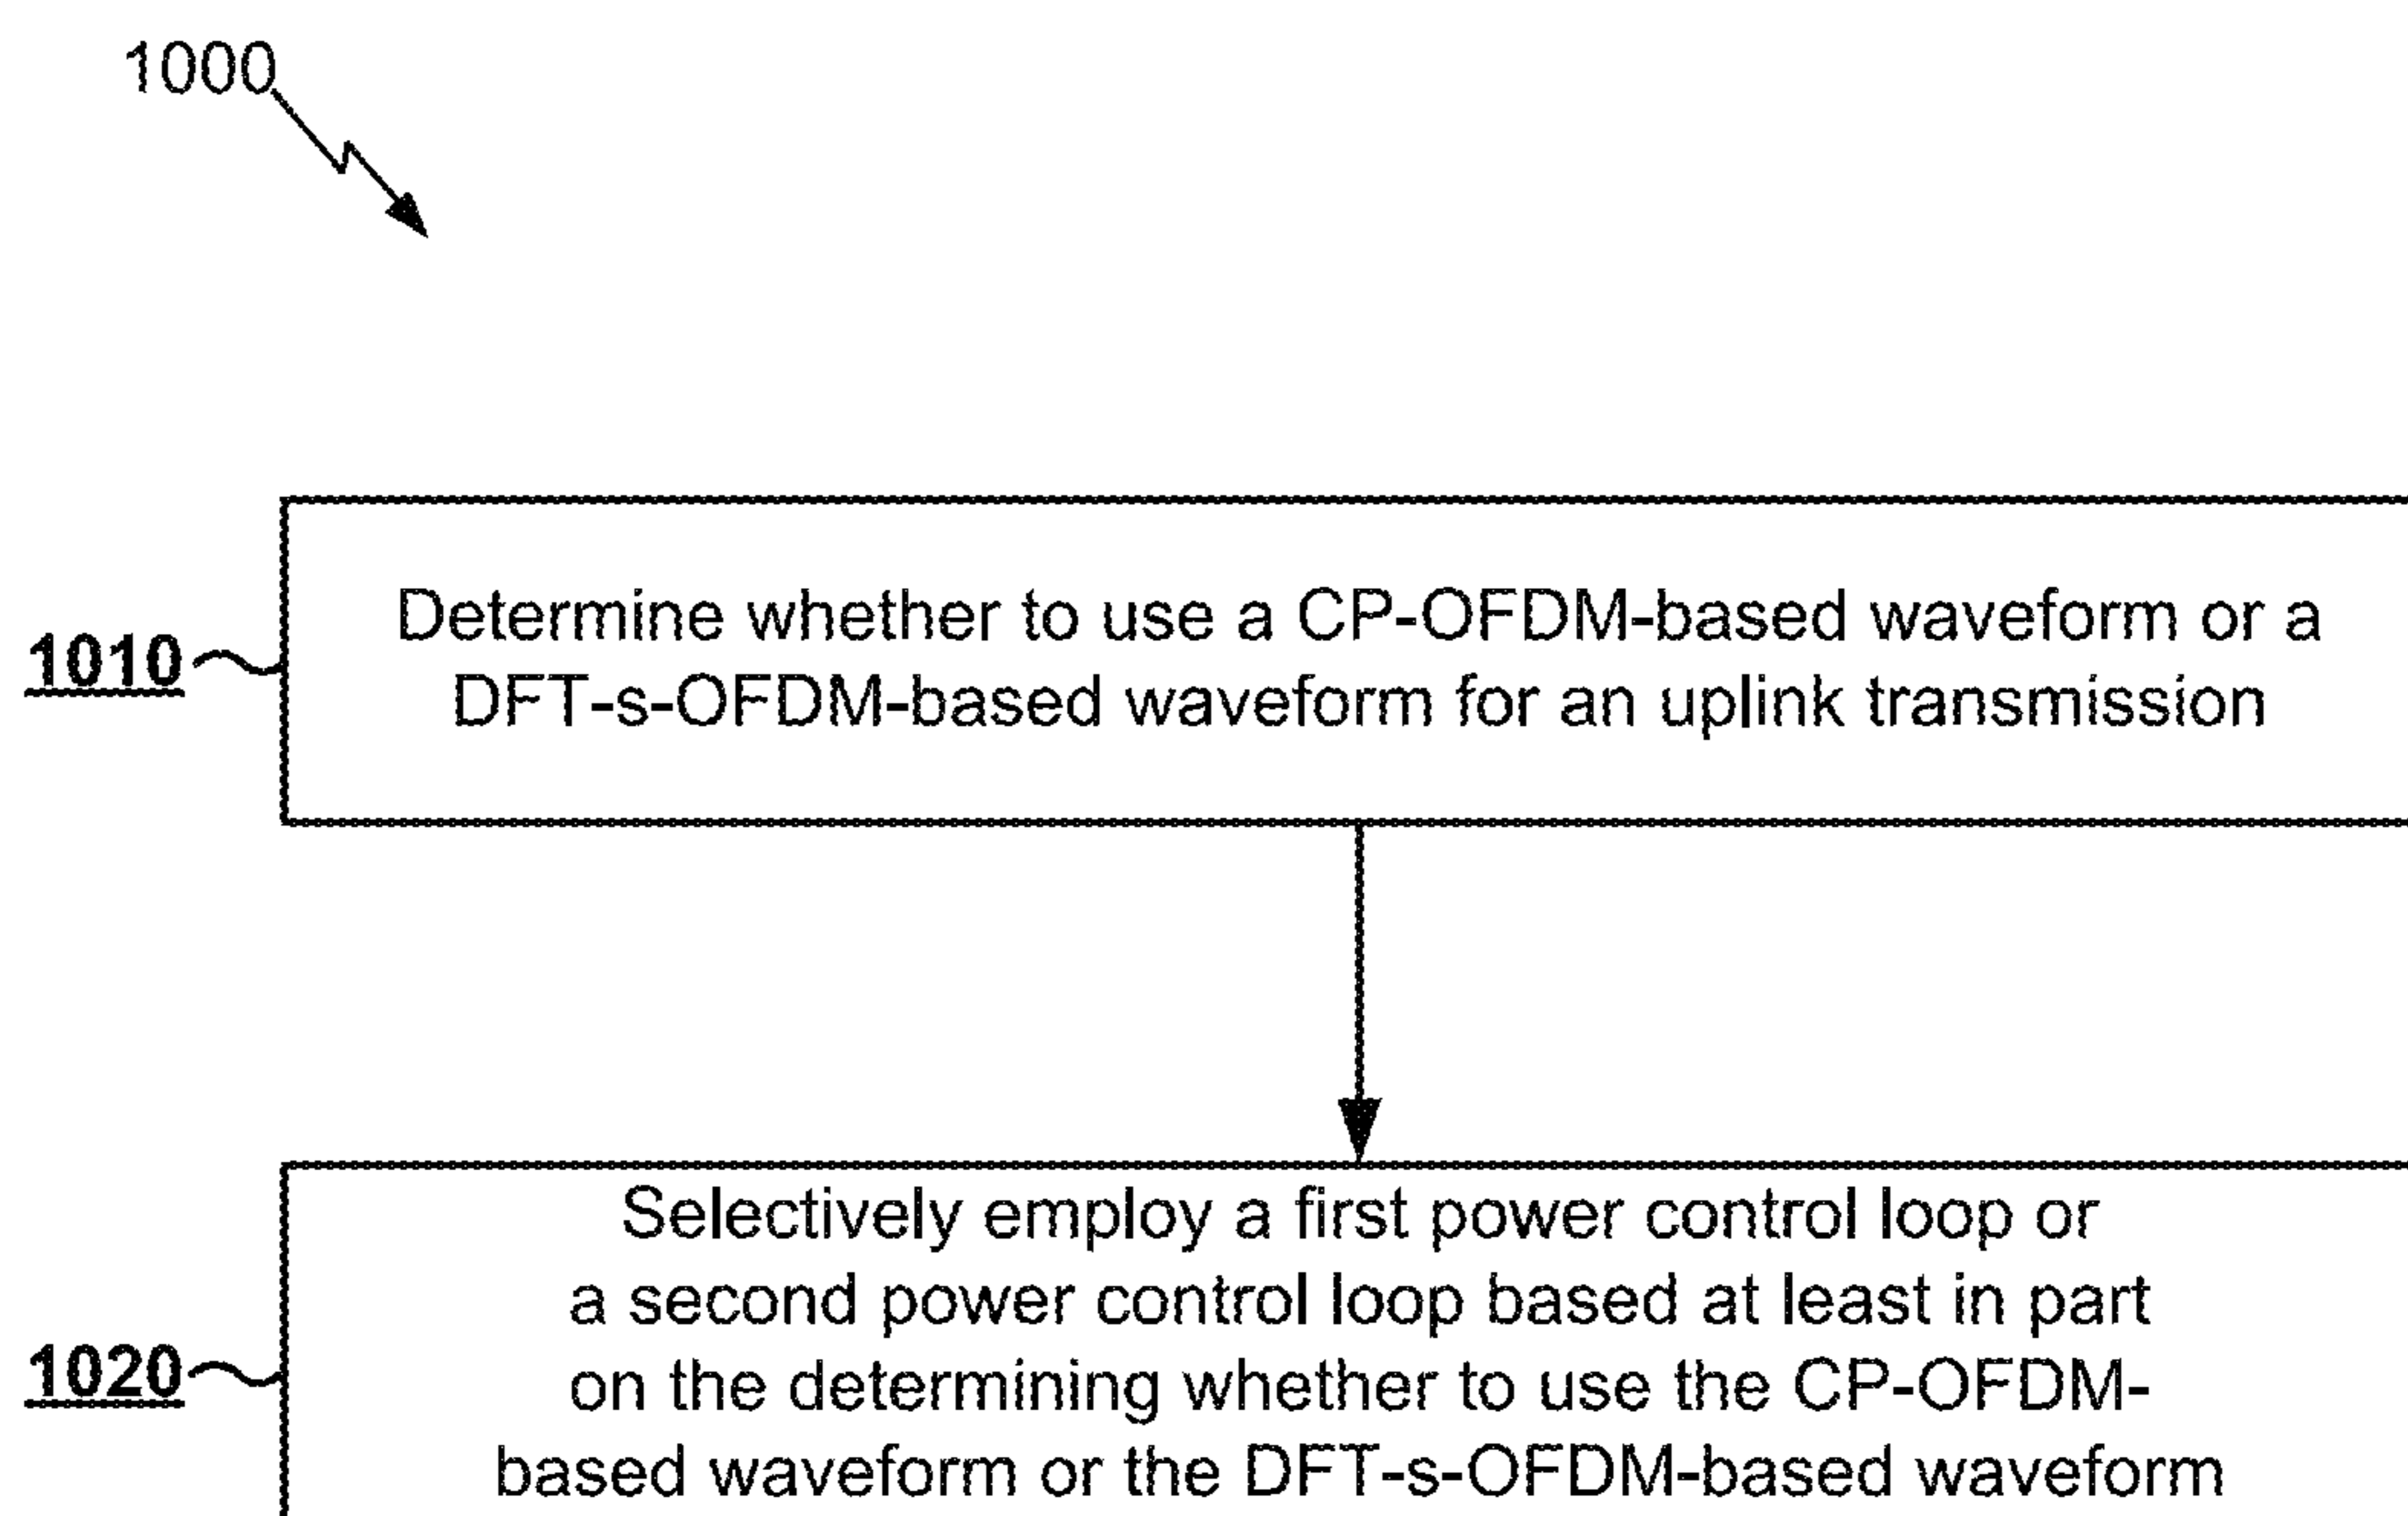 1000
1010
Determine whether to use a CP-OFDM-based waveform or a
DFT-s-OFDM-based waveform for an uplink transmission
1020
Selectively employ a first power control loop or
a second power control loop based at least in part
on the determining whether to use the CP-OFDM-
based waveform or the DFT-s-OFDM-based waveform